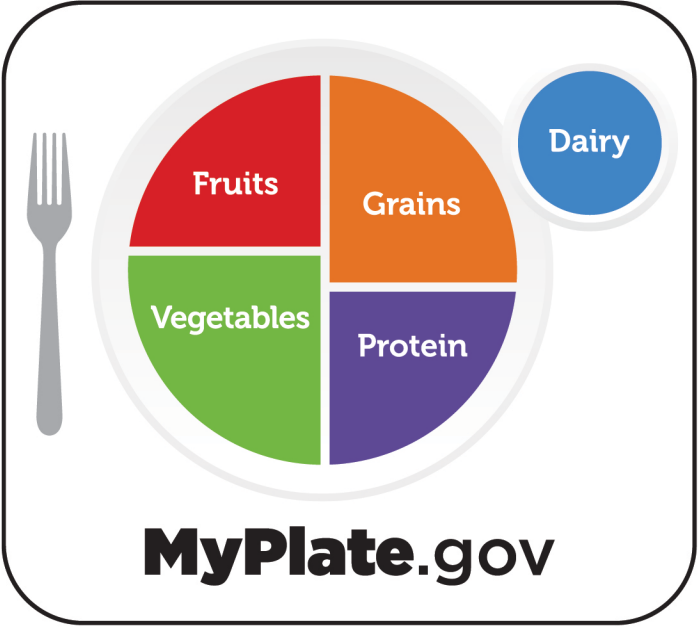 Fruits
Grains
Dairy
Vegetables
Protein
MyPlate.gov